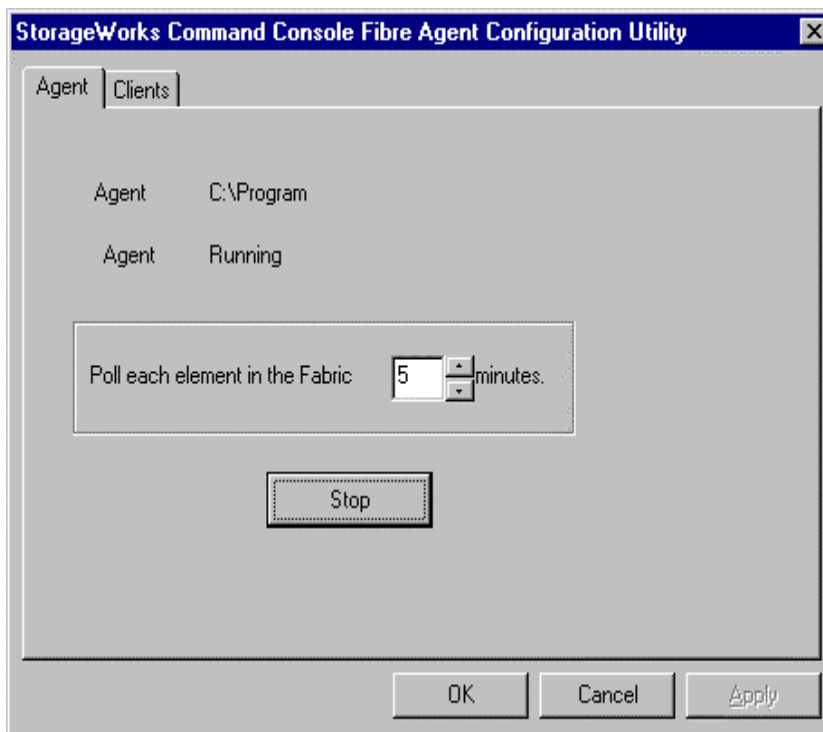 StorageWorks Command Console Fibre Agent Configuration Utility
Agent Clients
Agent C:\Program
Agent Running
Poll each element in the Fabric 5 minutes.
Stop
OK Cancel Apply